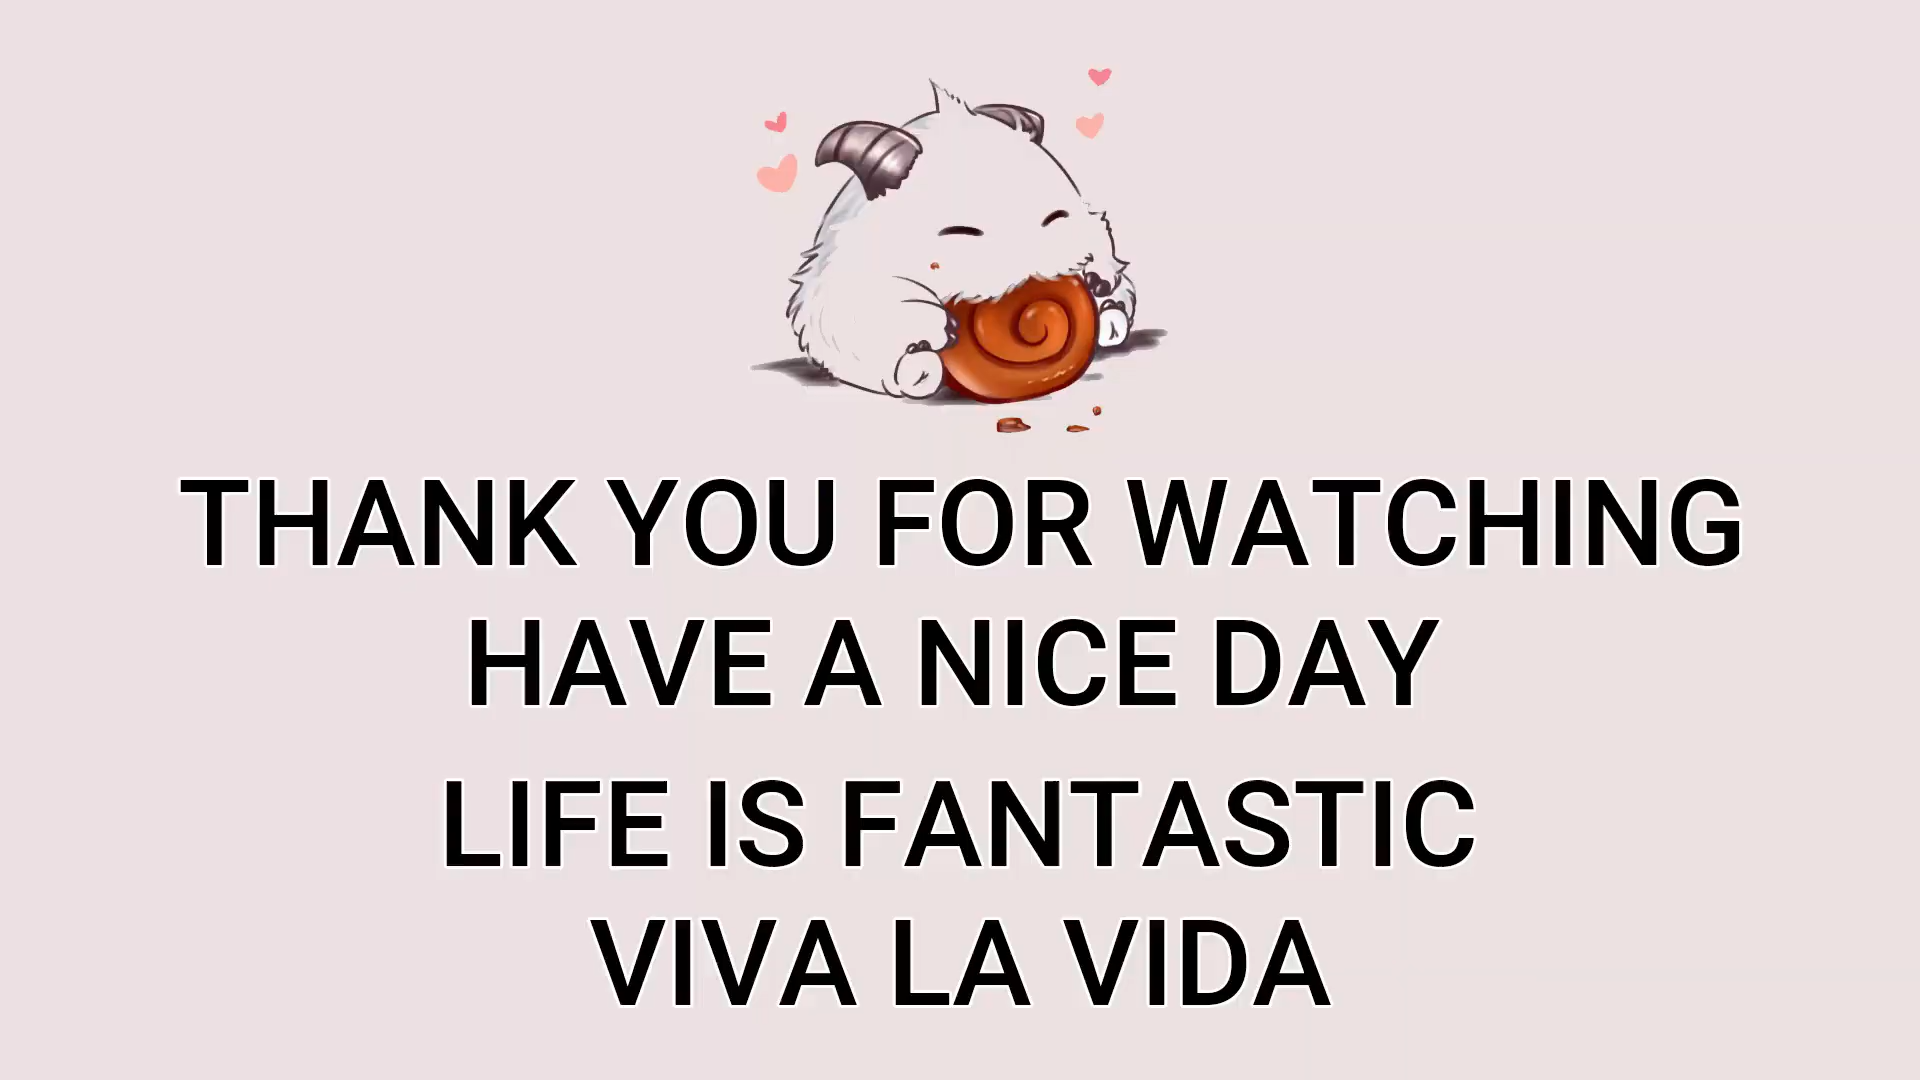 THANK YOU FOR WATCHING
HAVE A NICE DAY
LIFE IS FANTASTIC
VIVA LA VIDA